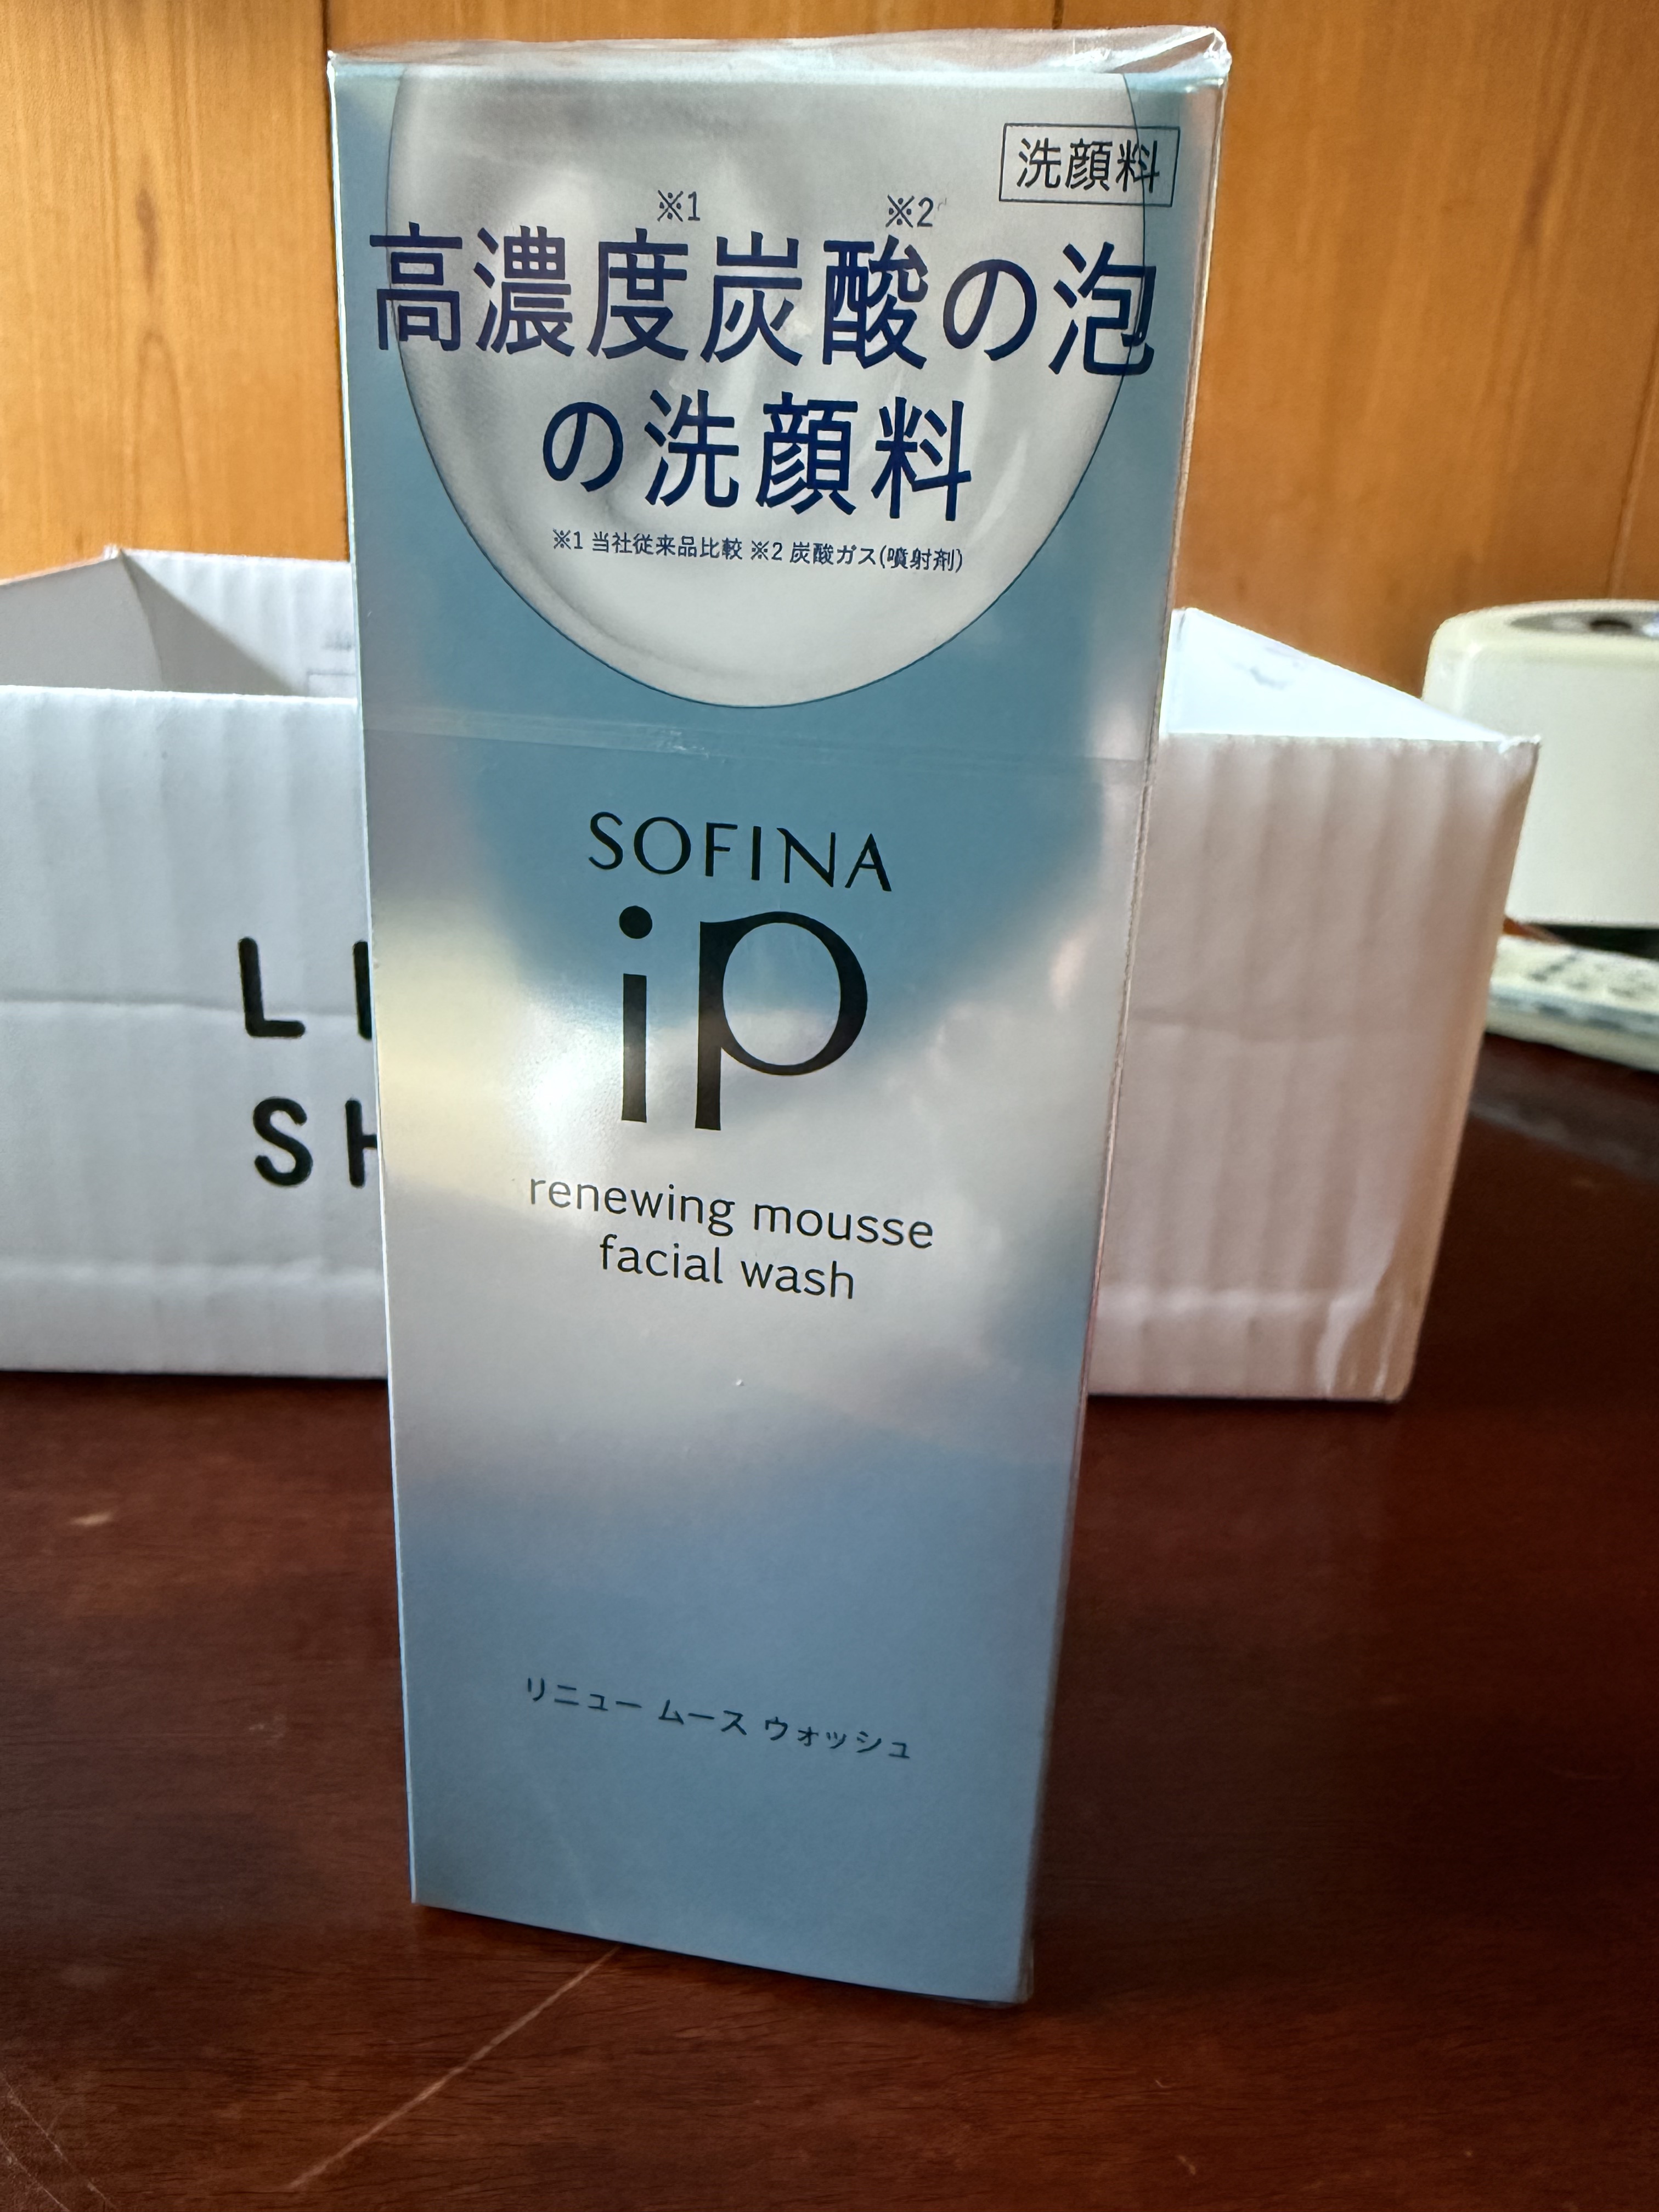 洗顔料
※1 ※2
高濃度炭酸の泡
の洗顔料
※1 当社従来品比較 ※2 炭酸ガス(噴射剤)
SOFINA
iP
renewing mousse
facial wash
リニュー ムース ウォッシュ
L
SH